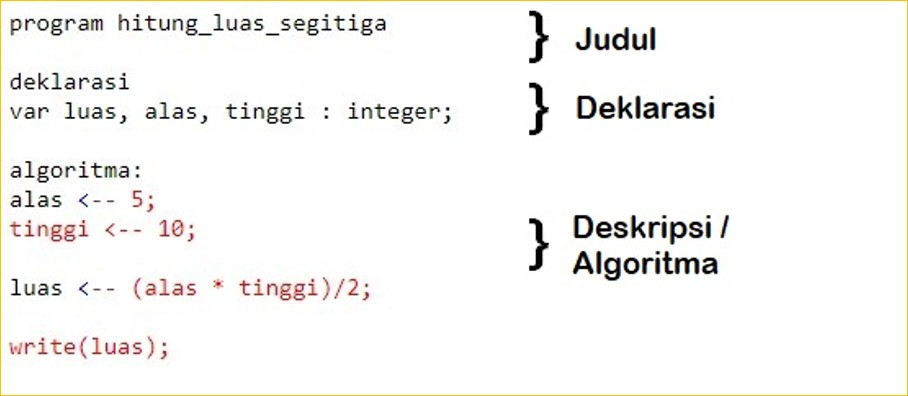 program hitung_luas_segitiga
} Judul
deklarasi
var luas, alas, tinggi : integer;
} Deklarasi
algoritma:
alas <-- 5;
tinggi <-- 10;
} Deskripsi /
Algoritma
luas <-- (alas * tinggi)/2;
write(luas);